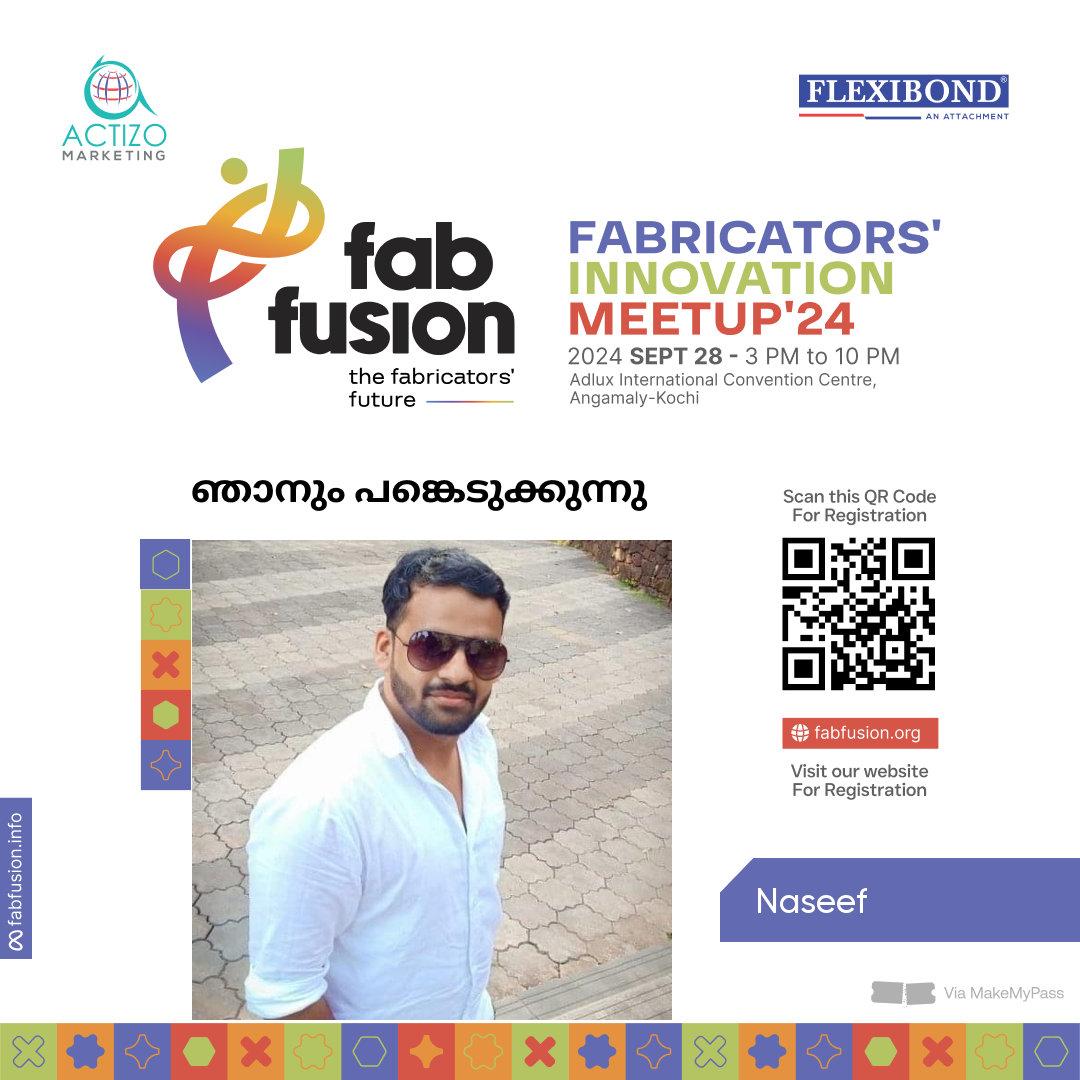 ACTIZO
MARKETING
FLEXIBOND®
AN ATTACHMENT
fab
fusion
the fabricators'
future
FABRICATORS'
INNOVATION
MEETUP'24
2024 SEPT 28 - 3 PM to 10 PM
Adlux International Convention Centre,
Angamaly-Kochi
ഞാനും പങ്കെടുക്കുന്നു
Scan this QR Code
For Registration
fabfusion.org
Visit our website
For Registration
fabfusion.info
Naseef
Via MakeMyPass